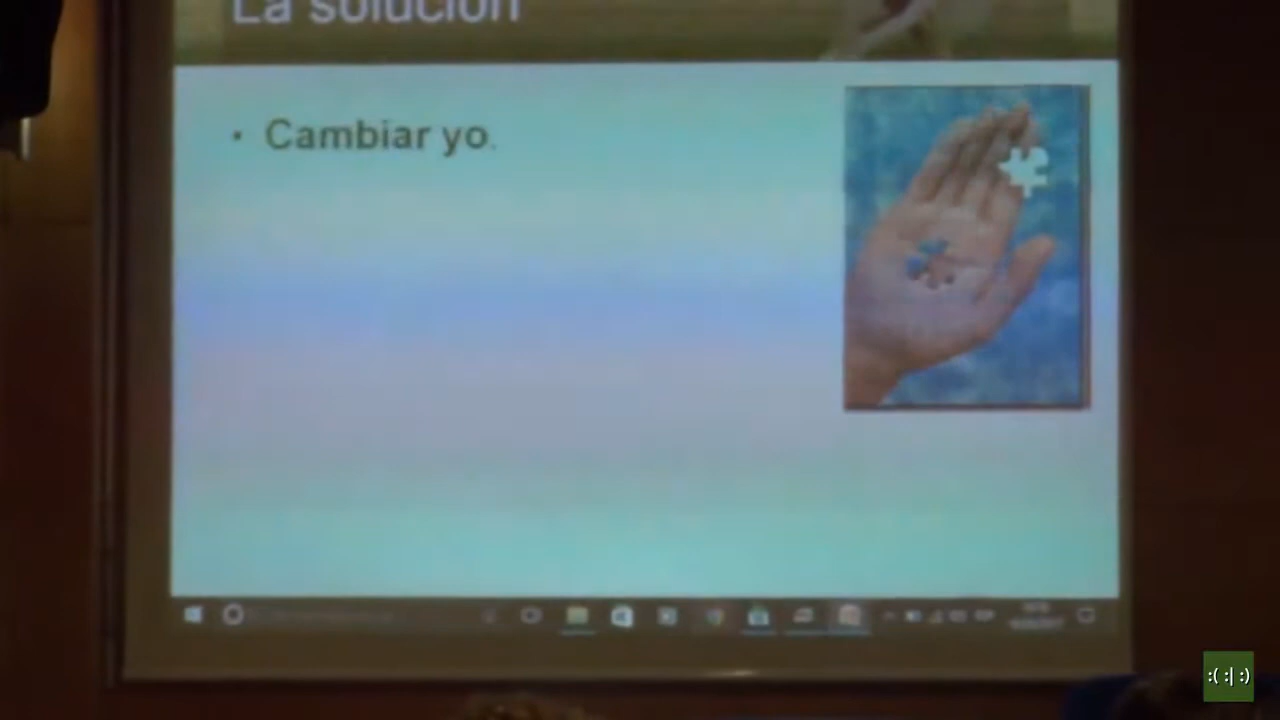 La solución
• Cambiar yo.
:( :| :)